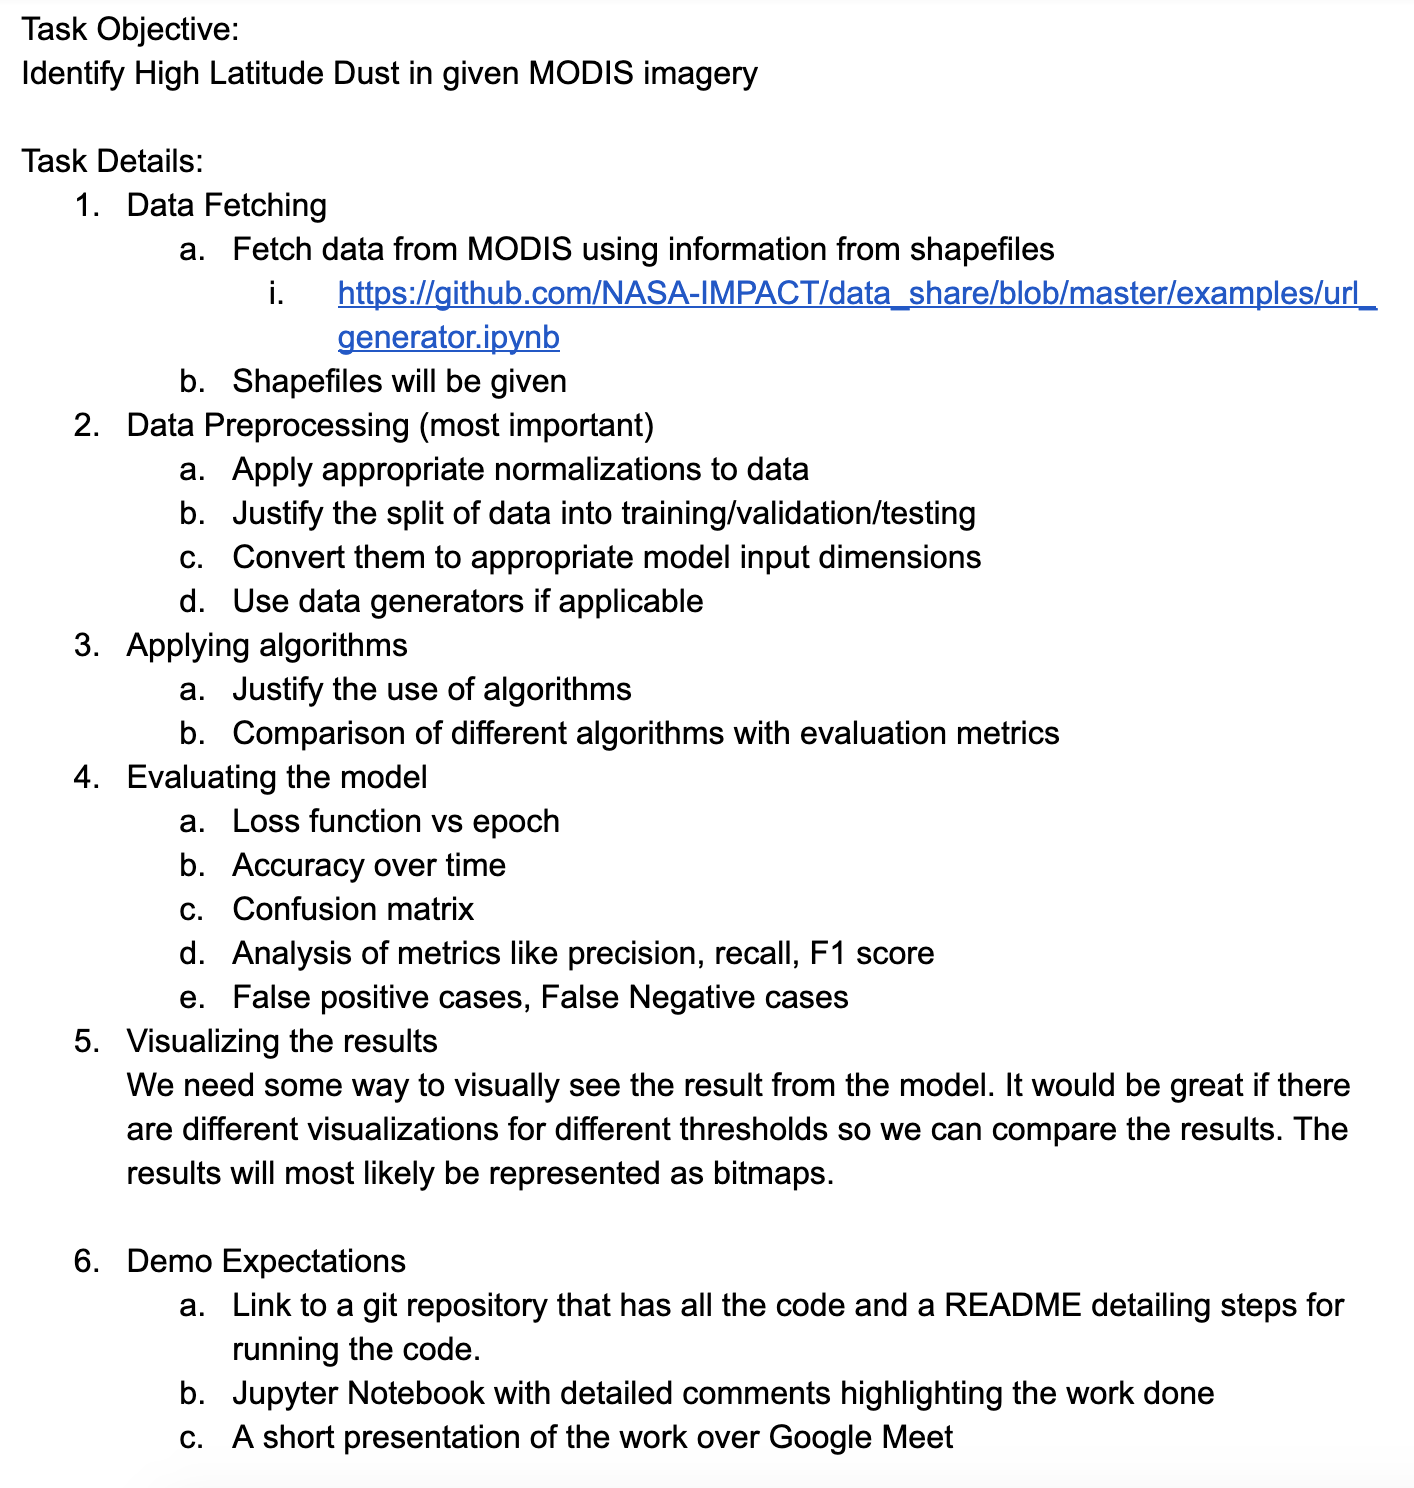 Task Objective:
Identify High Latitude Dust in given MODIS imagery
Task Details:
1. Data Fetching
a. Fetch data from MODIS using information from shapefiles
i. https://github.com/NASA-IMPACT/data_share/blob/master/examples/url_
generator.ipynb
b. Shapefiles will be given
2. Data Preprocessing (most important)
a. Apply appropriate normalizations to data
b. Justify the split of data into training/validation/testing
c. Convert them to appropriate model input dimensions
d. Use data generators if applicable
3. Applying algorithms
a. Justify the use of algorithms
b. Comparison of different algorithms with evaluation metrics
4. Evaluating the model
a. Loss function vs epoch
b. Accuracy over time
c. Confusion matrix
d. Analysis of metrics like precision, recall, F1 score
e. False positive cases, False Negative cases
5. Visualizing the results
We need some way to visually see the result from the model. It would be great if there
are different visualizations for different thresholds so we can compare the results. The
results will most likely be represented as bitmaps.
6. Demo Expectations
a. Link to a git repository that has all the code and a README detailing steps for
running the code.
b. Jupyter Notebook with detailed comments highlighting the work done
c. A short presentation of the work over Google Meet